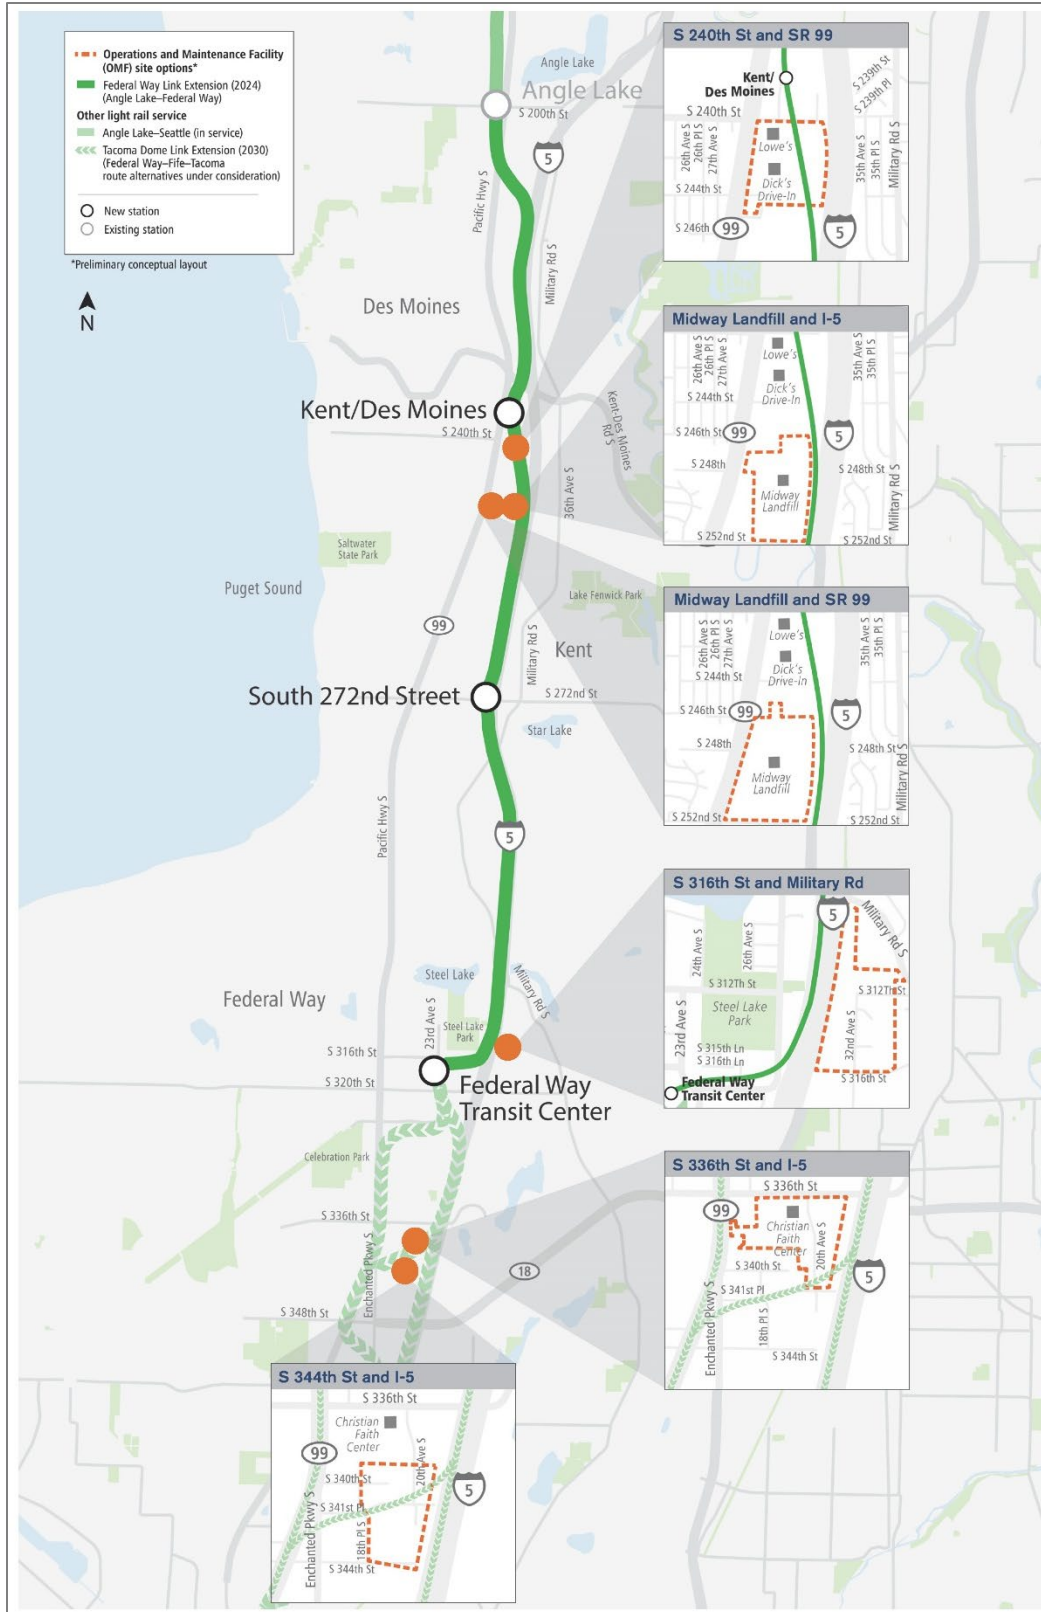 Operations and Maintenance Facility
(OMF) site options*
Federal Way Link Extension (2024)
(Angle Lake–Federal Way)
Other light rail service
Angle Lake–Seattle (in service)
Tacoma Dome Link Extension (2030)
(Federal Way–Fife–Tacoma
route alternatives under consideration)
New station
Existing station
*Preliminary conceptual layout
N
Angle Lake
Angle Lake
S 200th St
5
Pacific Hwy S
Military Rd S
Des Moines
Kent/Des Moines
S 240th St
Kent-Des Moines
Rd S
36th Ave S
Saltwater
State Park
Puget Sound
Lake Fenwick Park
99
Military Rd S
Kent
South 272nd Street
S 272nd St
Star Lake
Pacific Hwy S
5
Steel Lake
Military Rd S
Federal Way
23rd Ave S
Steel Lake
Park
S 316th St
S 320th St
Federal Way
Transit Center
Celebration Park
S 336th St
Enchanted Pkwy S
18
S 348th St
S 240th St and SR 99
Kent/
Des Moines
S 239th St
S 239th Pl
S 240th St
26th Ave S
26th Pl S
27th Ave S
Lowe's
35th Ave S
35th Pl S
Military Rd S
S 244th St
Dick's
Drive-In
S 246th
99
5
Midway Landfill and I-5
Lowe's
26th Ave S
26th Pl S
27th Ave S
35th Ave S
35th Pl S
Dick's
Drive-In
S 244th St
S 246th St
99
5
S 248th
S 248th St
Midway
Landfill
Military Rd S
S 252nd St
S 252nd St
Midway Landfill and SR 99
Lowe's
26th Ave S
26th Pl S
27th Ave S
35th Ave S
35th Pl S
Dick's
Drive-In
S 244th St
S 246th St
99
5
S 248th
S 248th St
Midway
Landfill
Military Rd S
S 252nd St
S 252nd St
S 316th St and Military Rd
5
Military Rd S
24th Ave S
26th Ave S
S 312Th St
S 312Th St
Steel Lake
Park
23rd Ave S
32nd Ave S
S 315th Ln
S 316th Ln
S 316th St
Federal Way
Transit Center
S 336th St and I-5
S 336th St
99
Christian
Faith
Center
20th Ave S
S 340th St
5
S 341st Pl
Enchanted Pkwy S
18th Pl S
S 344th St
S 344th St and I-5
S 336th St
Christian
Faith
Center
99
20th Ave S
S 340th St
5
S 341st Pl
Enchanted Pkwy S
18th Pl S
S 344th St